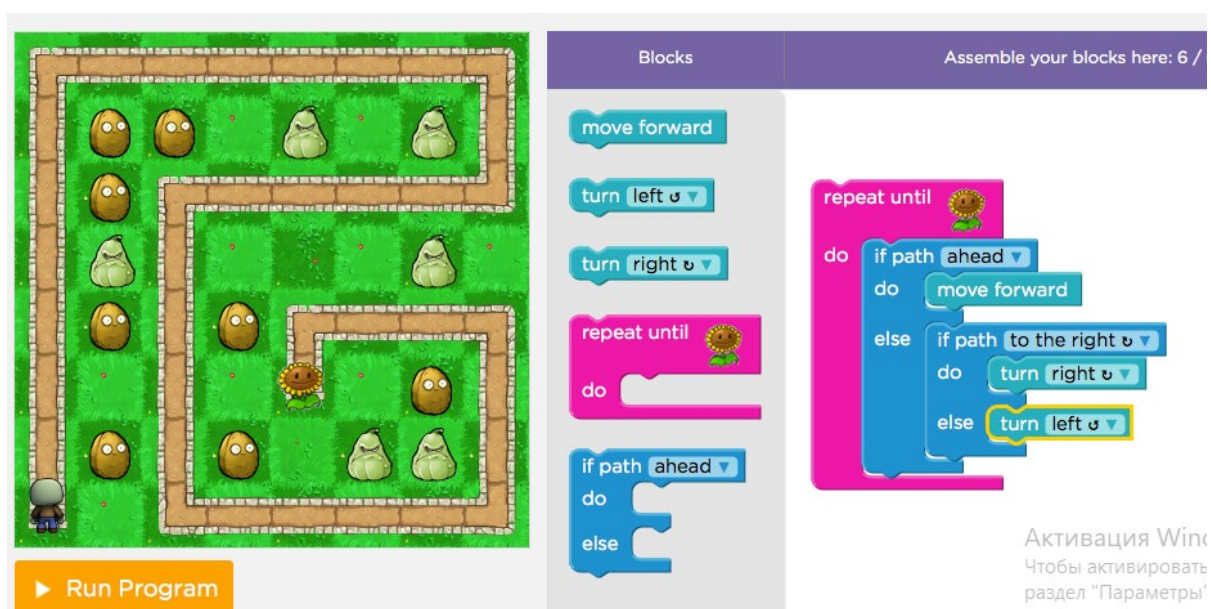 Blocks
Assemble your blocks here: 6 /
move forward
turn left ↺ ▼
turn right ↻ ▼
repeat until
do
if path ahead ▼
do
else
repeat until
do
if path ahead ▼
do
move forward
else
if path to the right ↻ ▼
do
turn right ↻ ▼
else
turn left ↺ ▼
Run Program
Активация Wind
Чтобы активировать
раздел "Параметры"